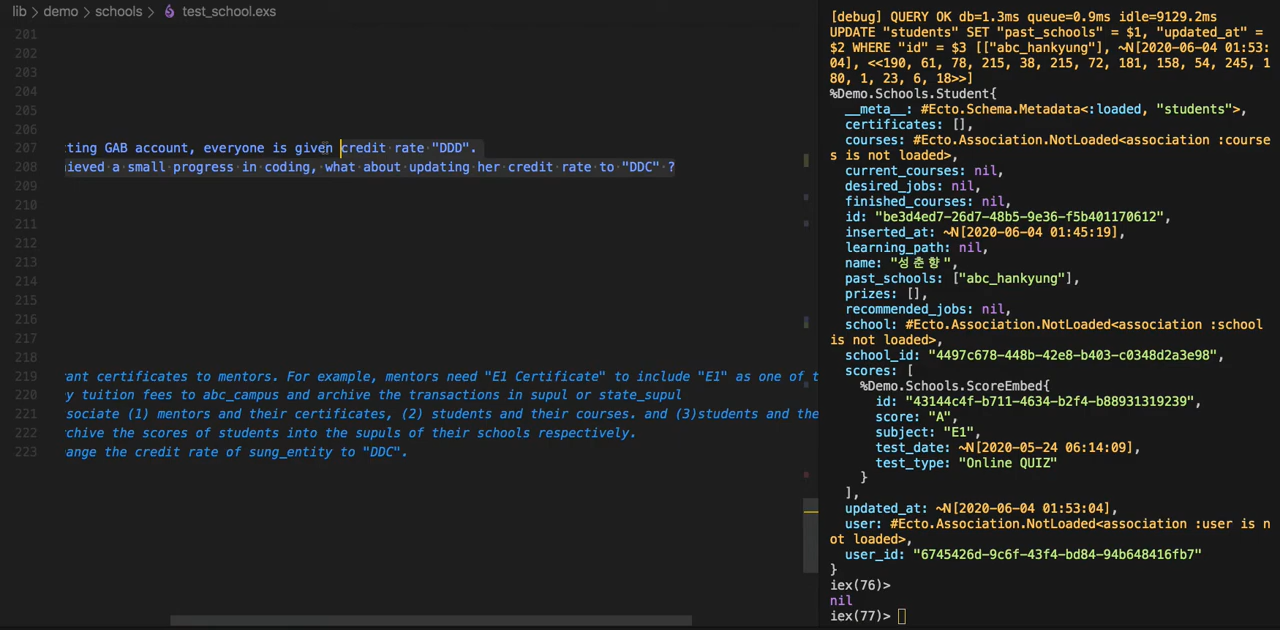 lib > demo > schools > test_school.exs
201
202
203
204
205
206
207 ting GAB account, everyone is given credit rate "DDD".
208 ieved a small progress in coding, what about updating her credit rate to "DDC" ?
209
210
211
212
213
214
215
216
217
218
219 ant certificates to mentors. For example, mentors need "E1 Certificate" to include "E1" as one of t
220 y tuition fees to abc_campus and archive the transactions in supul or state_supul
221 sociate (1) mentors and their certificates, (2) students and their courses. and (3)students and the
222 chive the scores of students into the supuls of their schools respectively.
223 ange the credit rate of sung_entity to "DDC".
[debug] QUERY OK db=1.3ms queue=0.9ms idle=9129.2ms
UPDATE "students" SET "past_schools" = $1, "updated_at" =
$2 WHERE "id" = $3 [["abc_hankyung"], ~N[2020-06-04 01:53:
04], <<190, 61, 78, 215, 38, 215, 72, 181, 158, 54, 245, 1
80, 1, 23, 6, 18>>]
%Demo.Schools.Student{
__meta__: #Ecto.Schema.Metadata<:loaded, "students">,
certificates: [],
courses: #Ecto.Association.NotLoaded<association :course
s is not loaded>,
current_courses: nil,
desired_jobs: nil,
finished_courses: nil,
id: "be3d4ed7-26d7-48b5-9e36-f5b401170612",
inserted_at: ~N[2020-06-04 01:45:19],
learning_path: nil,
name: "성춘향",
past_schools: ["abc_hankyung"],
prizes: [],
recommended_jobs: nil,
school: #Ecto.Association.NotLoaded<association :school
is not loaded>,
school_id: "4497c678-448b-42e8-b403-c0348d2a3e98",
scores: [
%Demo.Schools.ScoreEmbed{
id: "43144c4f-b711-4634-b2f4-b88931319239",
score: "A",
subject: "E1",
test_date: ~N[2020-05-24 06:14:09],
test_type: "Online QUIZ"
}
],
updated_at: ~N[2020-06-04 01:53:04],
user: #Ecto.Association.NotLoaded<association :user is n
ot loaded>,
user_id: "6745426d-9c6f-43f4-bd84-94b648416fb7"
}
iex(76)>
nil
iex(77)>